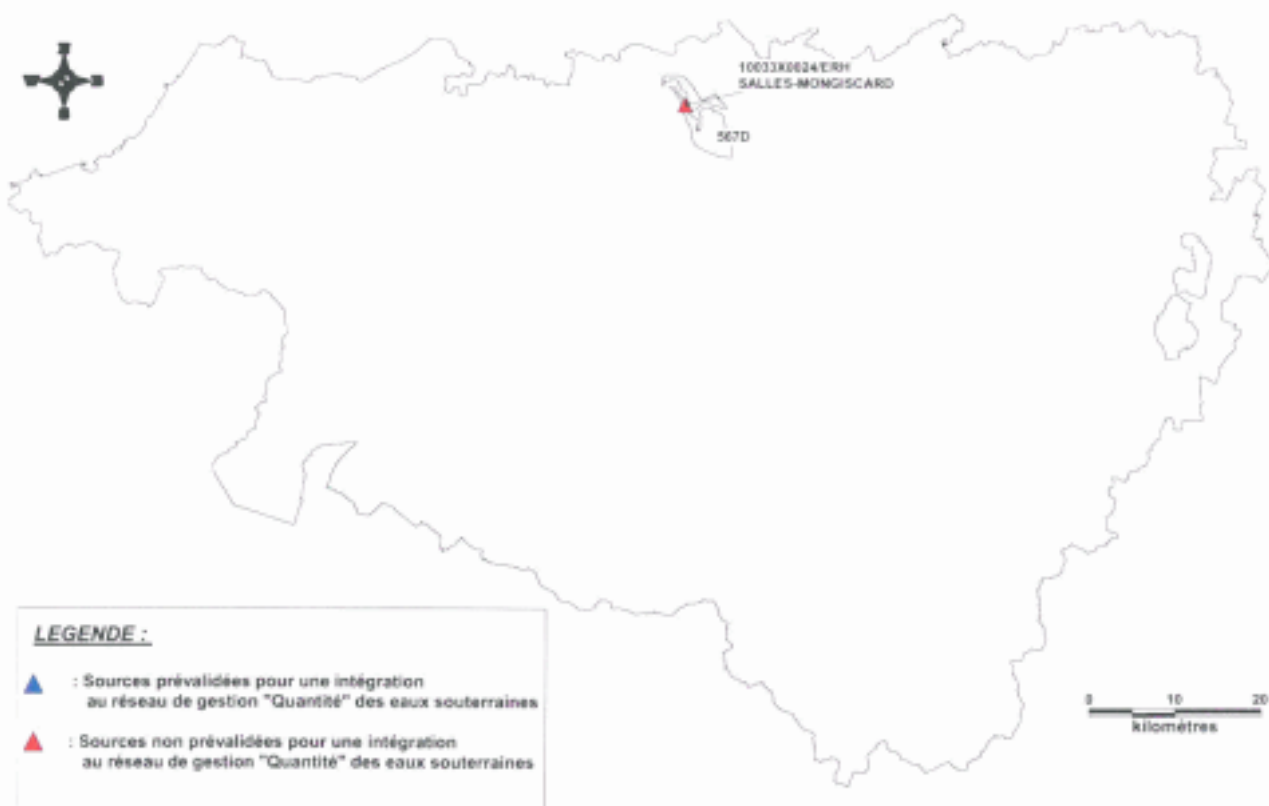 10033X0024/ERH
SALLES-MONGISCARD
567D
LEGENDE :
: Sources prévalidées pour une intégration
au réseau de gestion "Quantité" des eaux souterraines
: Sources non prévalidées pour une intégration
au réseau de gestion "Quantité" des eaux souterraines
0 10 20
kilomètres